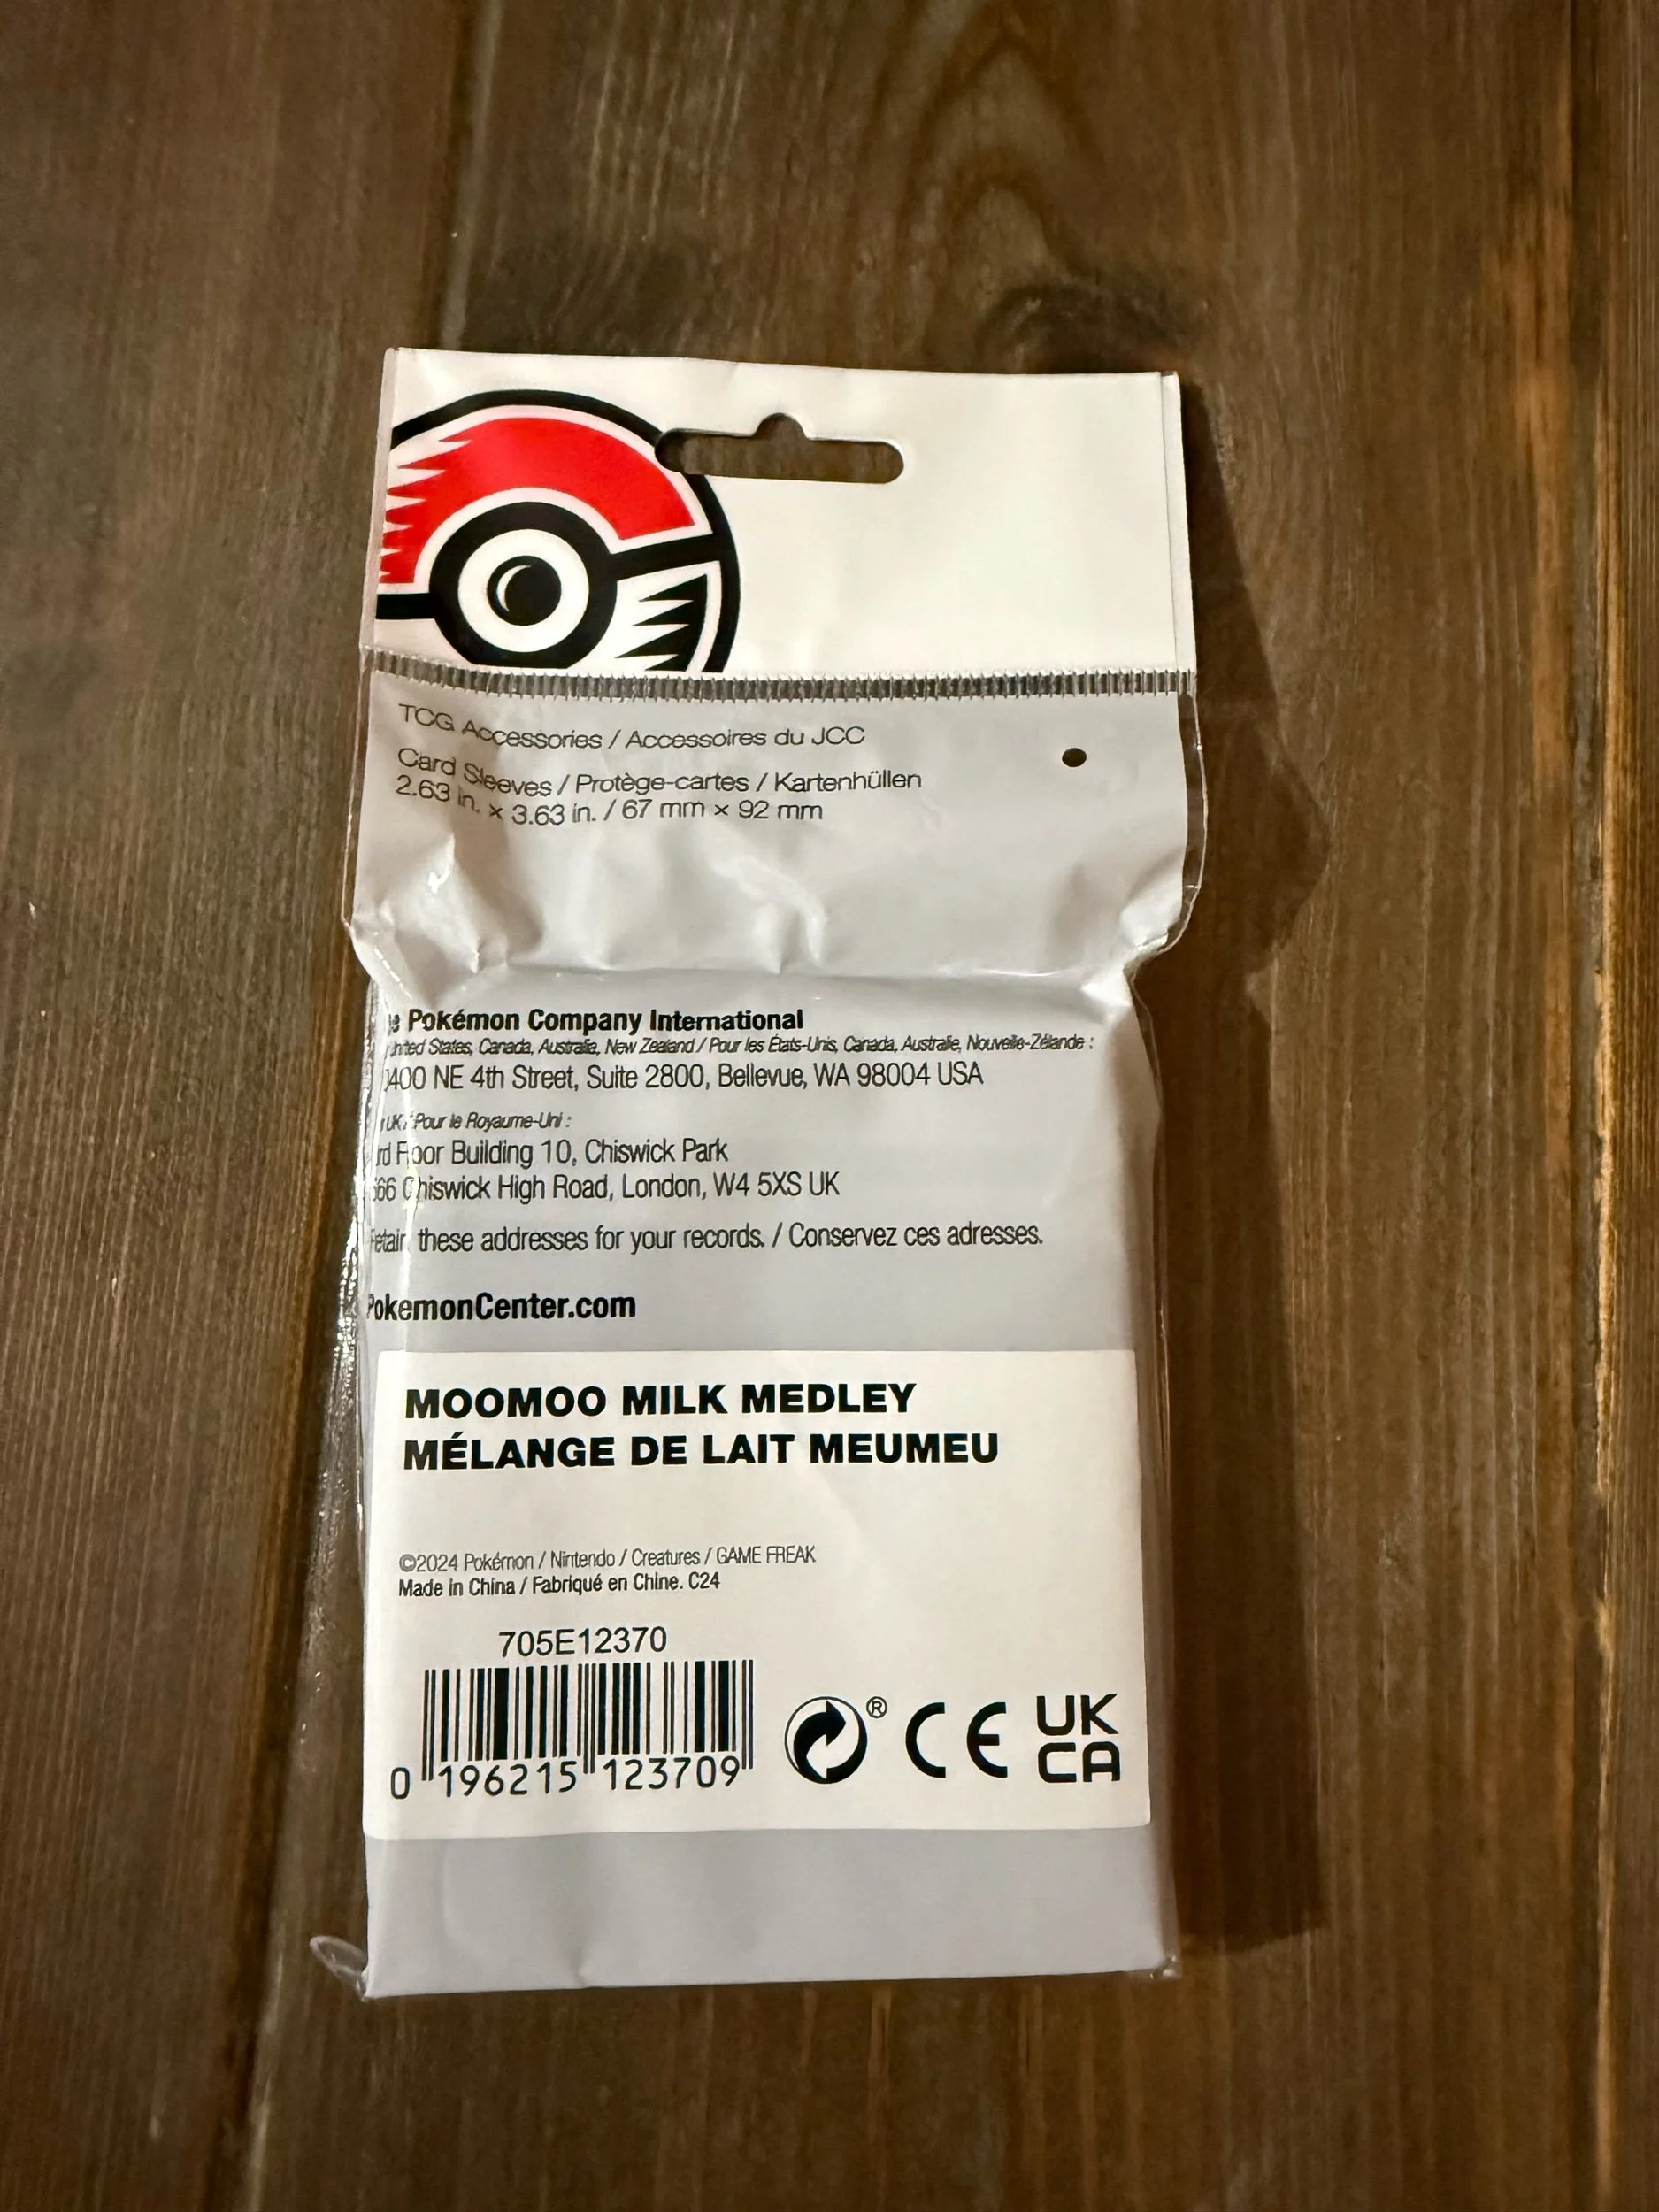 TCG Accessories / Accessoires du JCC
Card Sleeves / Protège-cartes / Kartenhüllen
2.63 in. × 3.63 in. / 67 mm × 92 mm
Pokémon Company International
States, Canada, Australia, New Zealand / Pour les États-Unis, Canada, Australie, Nouvelle-Zélande :
NE 4th Street, Suite 2800, Bellevue, WA 98004 USA
UK / Pour le Royaume-Uni :
Floor Building 10, Chiswick Park
Chiswick High Road, London, W4 5XS UK
these addresses for your records. / Conservez ces adresses.
PokemonCenter.com
MOOMOO MILK MEDLEY
MÉLANGE DE LAIT MEUMEU
©2024 Pokémon / Nintendo / Creatures / GAME FREAK
Made in China / Fabriqué en Chine. C24
705E12370
0 196215 123709
® CE UK
CA